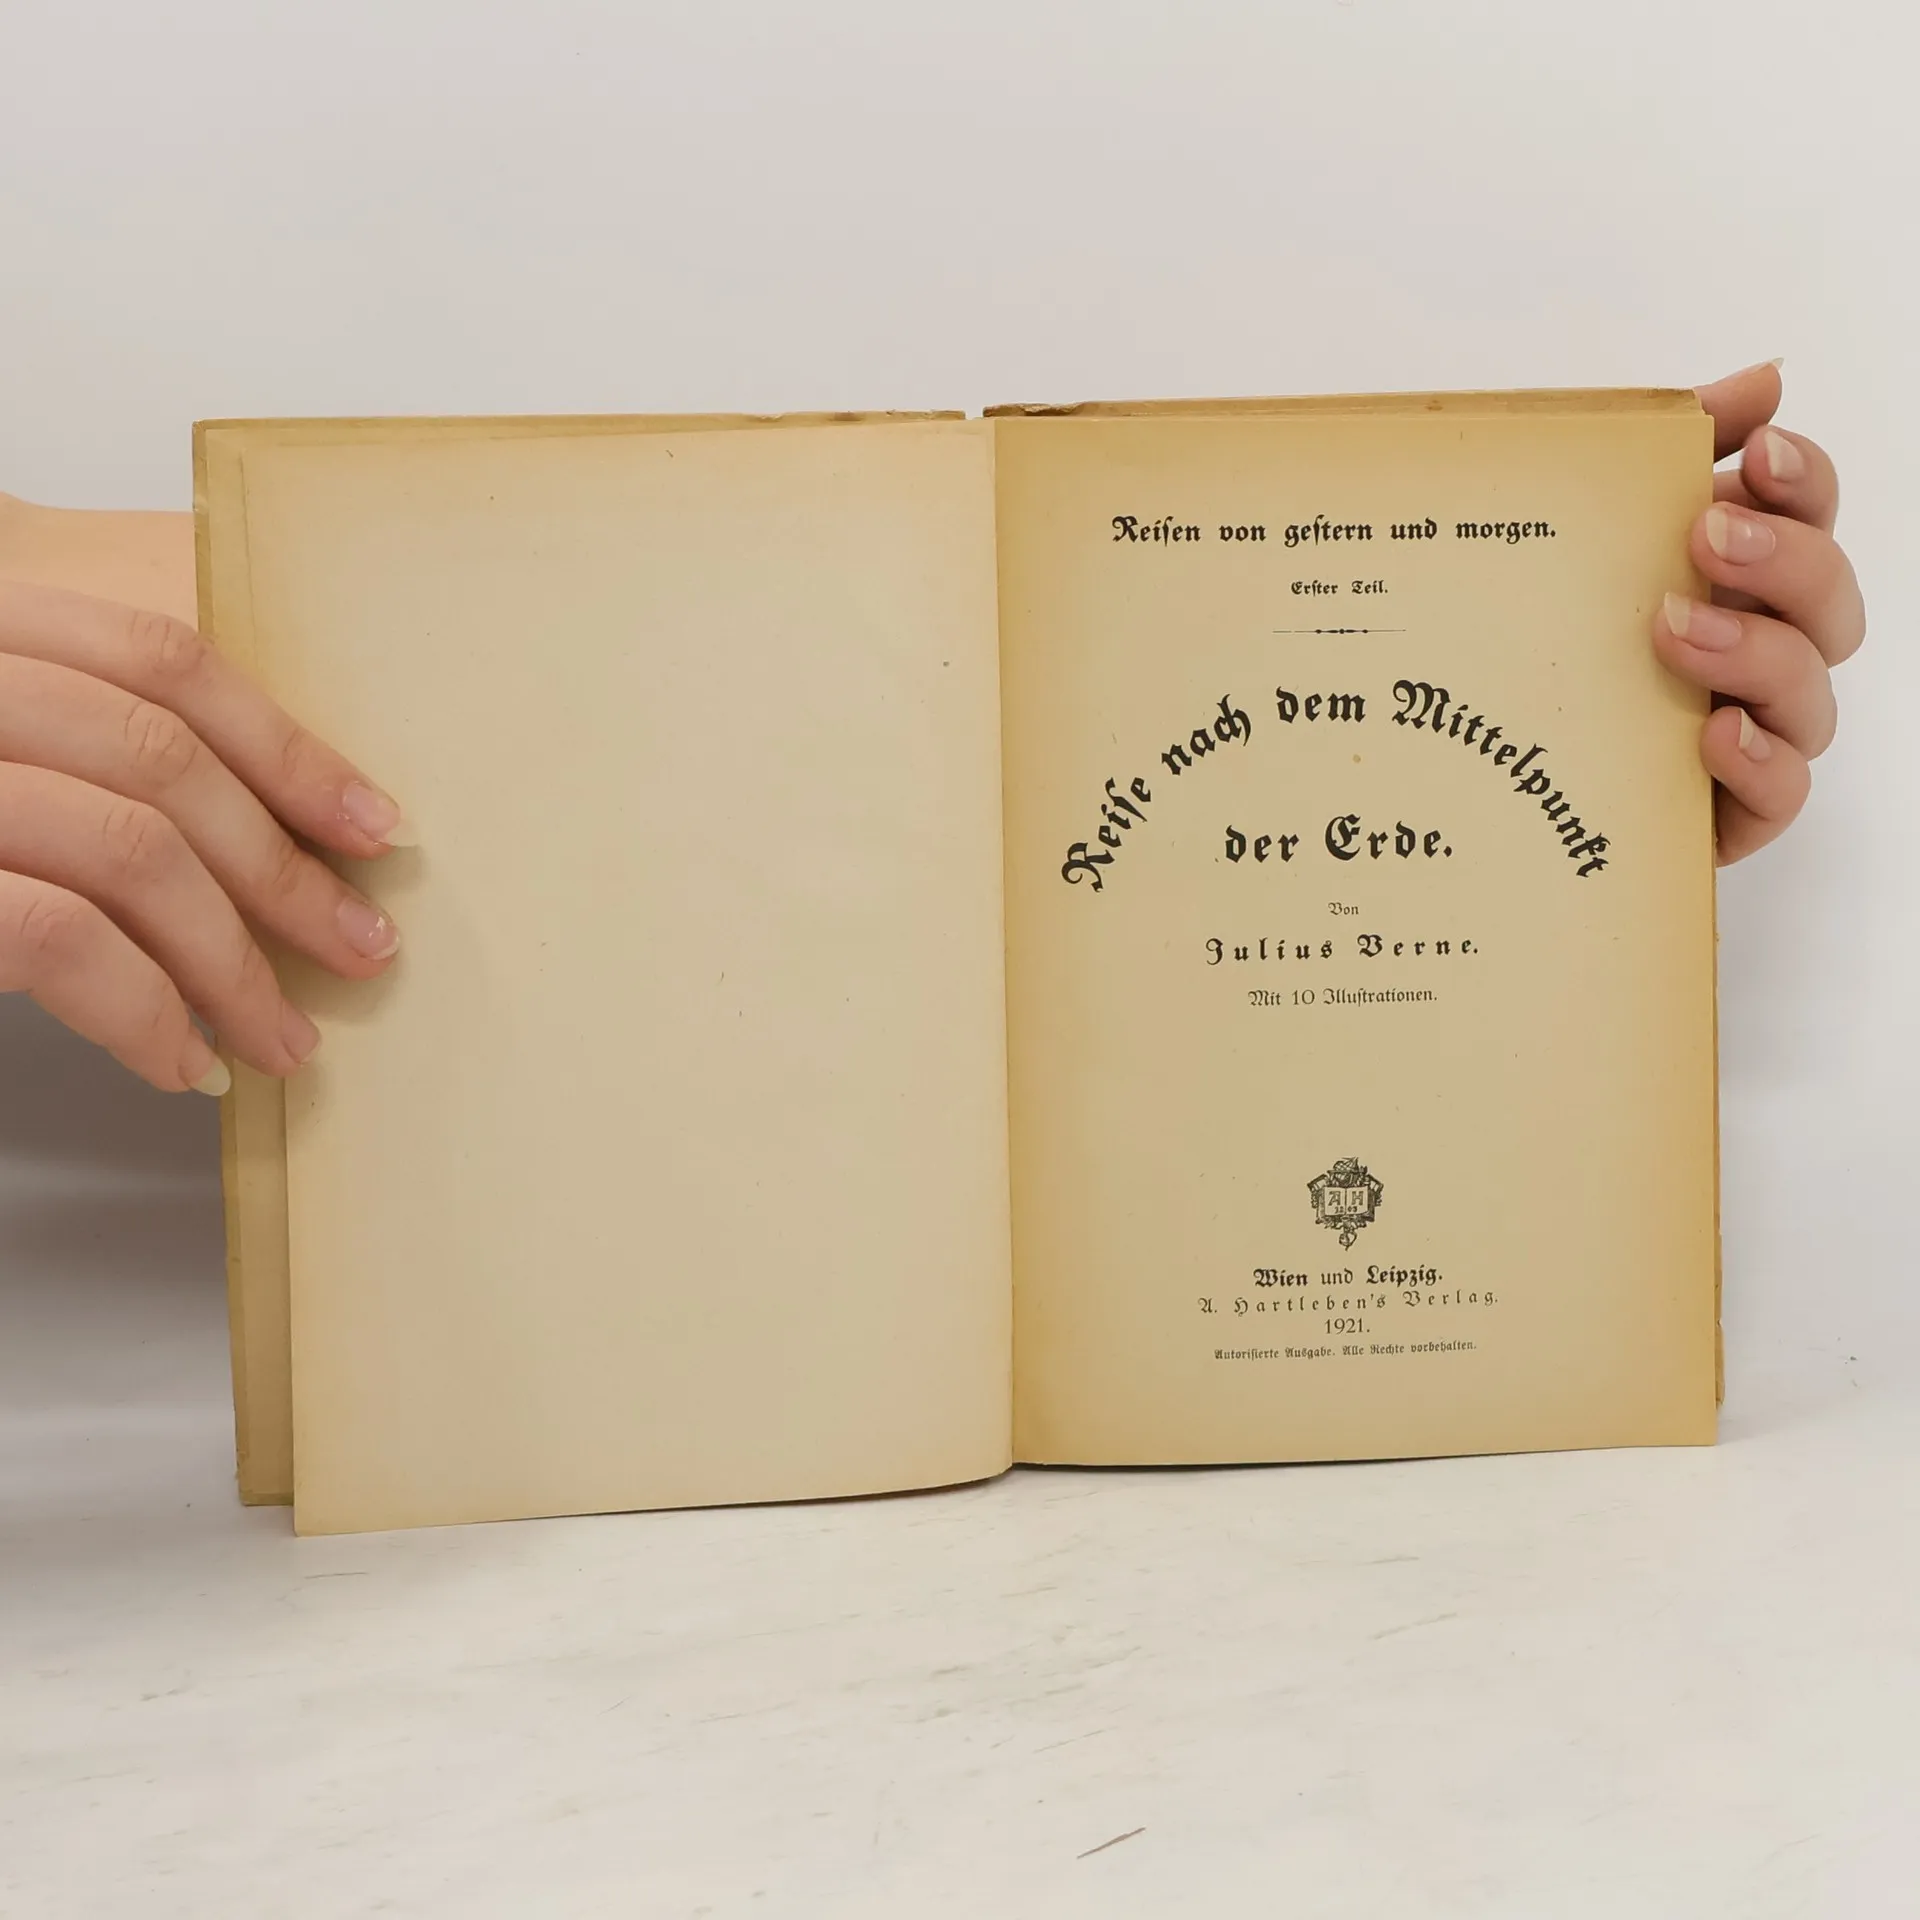 Reiſen von geſtern und morgen.
Erſter Teil.
Reiſe nach dem Mittelpunkt
der Erde.
Von
Julius Verne.
Mit 10 Illuſtrationen.
A H
Wien und Leipzig.
A. Hartleben's Verlag.
1921.
Autoriſierte Ausgabe. Alle Rechte vorbehalten.